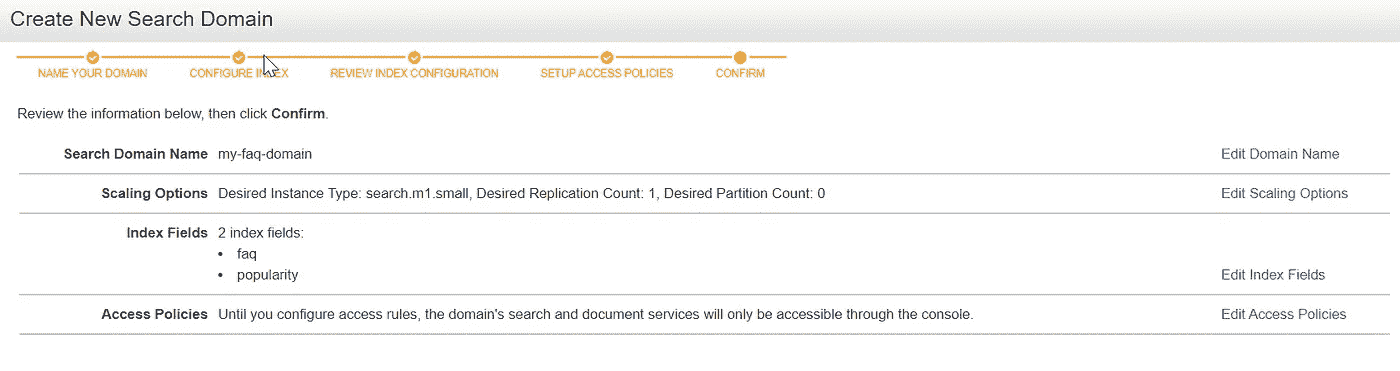 Create New Search Domain
NAME YOUR DOMAIN CONFIGURE INDEX REVIEW INDEX CONFIGURATION SETUP ACCESS POLICIES CONFIRM
Review the information below, then click Confirm.
Search Domain Name my-faq-domain Edit Domain Name
Scaling Options Desired Instance Type: search.m1.small, Desired Replication Count: 1, Desired Partition Count: 0 Edit Scaling Options
Index Fields 2 index fields:
• faq
• popularity Edit Index Fields
Access Policies Until you configure access rules, the domain's search and document services will only be accessible through the console. Edit Access Policies